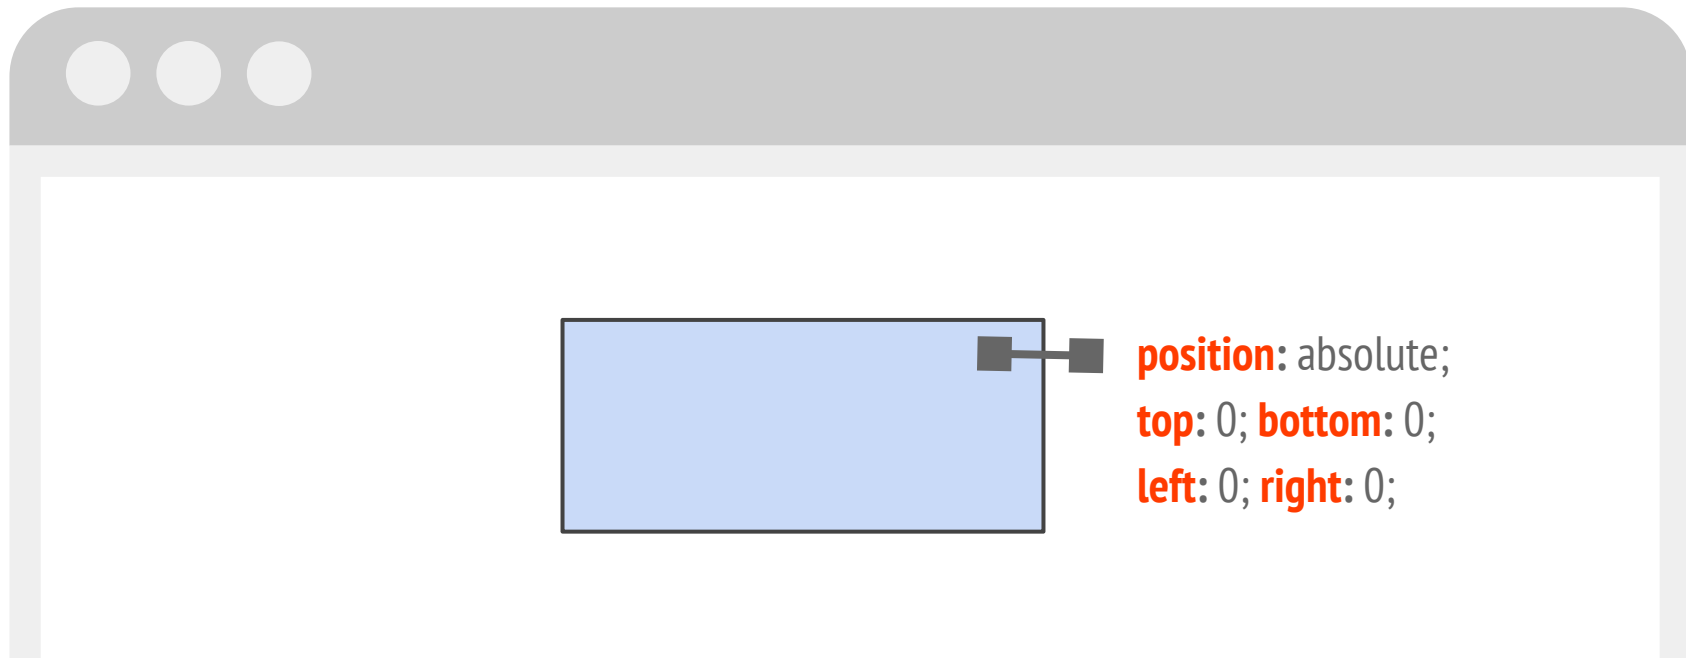 position: absolute;
top: 0; bottom: 0;
left: 0; right: 0;